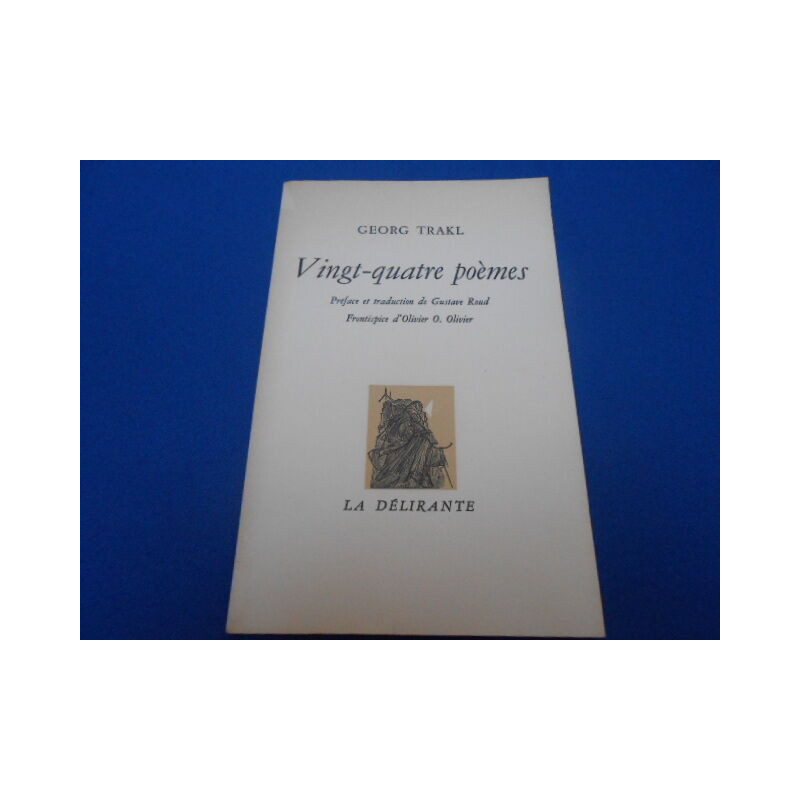 GEORG TRAKL
Vingt-quatre poèmes
Préface et traduction de Gustave Roud
Frontispice d'Olivier O. Olivier
LA DÉLIRANTE